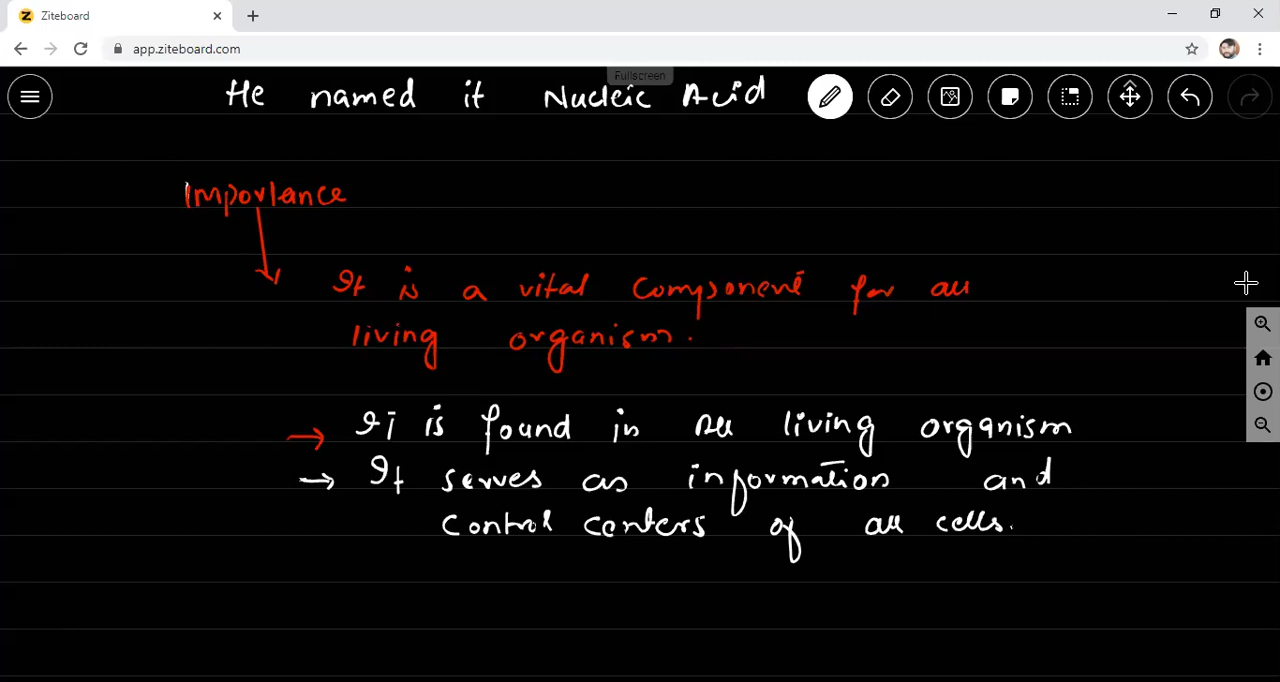 Ziteboard
app.ziteboard.com
Fullscreen
He named it Nucleic Acid
Importance
It is a vital component for all
living organism.
→ It is found in all living organism
→ It serves as information and
control centers of all cells.